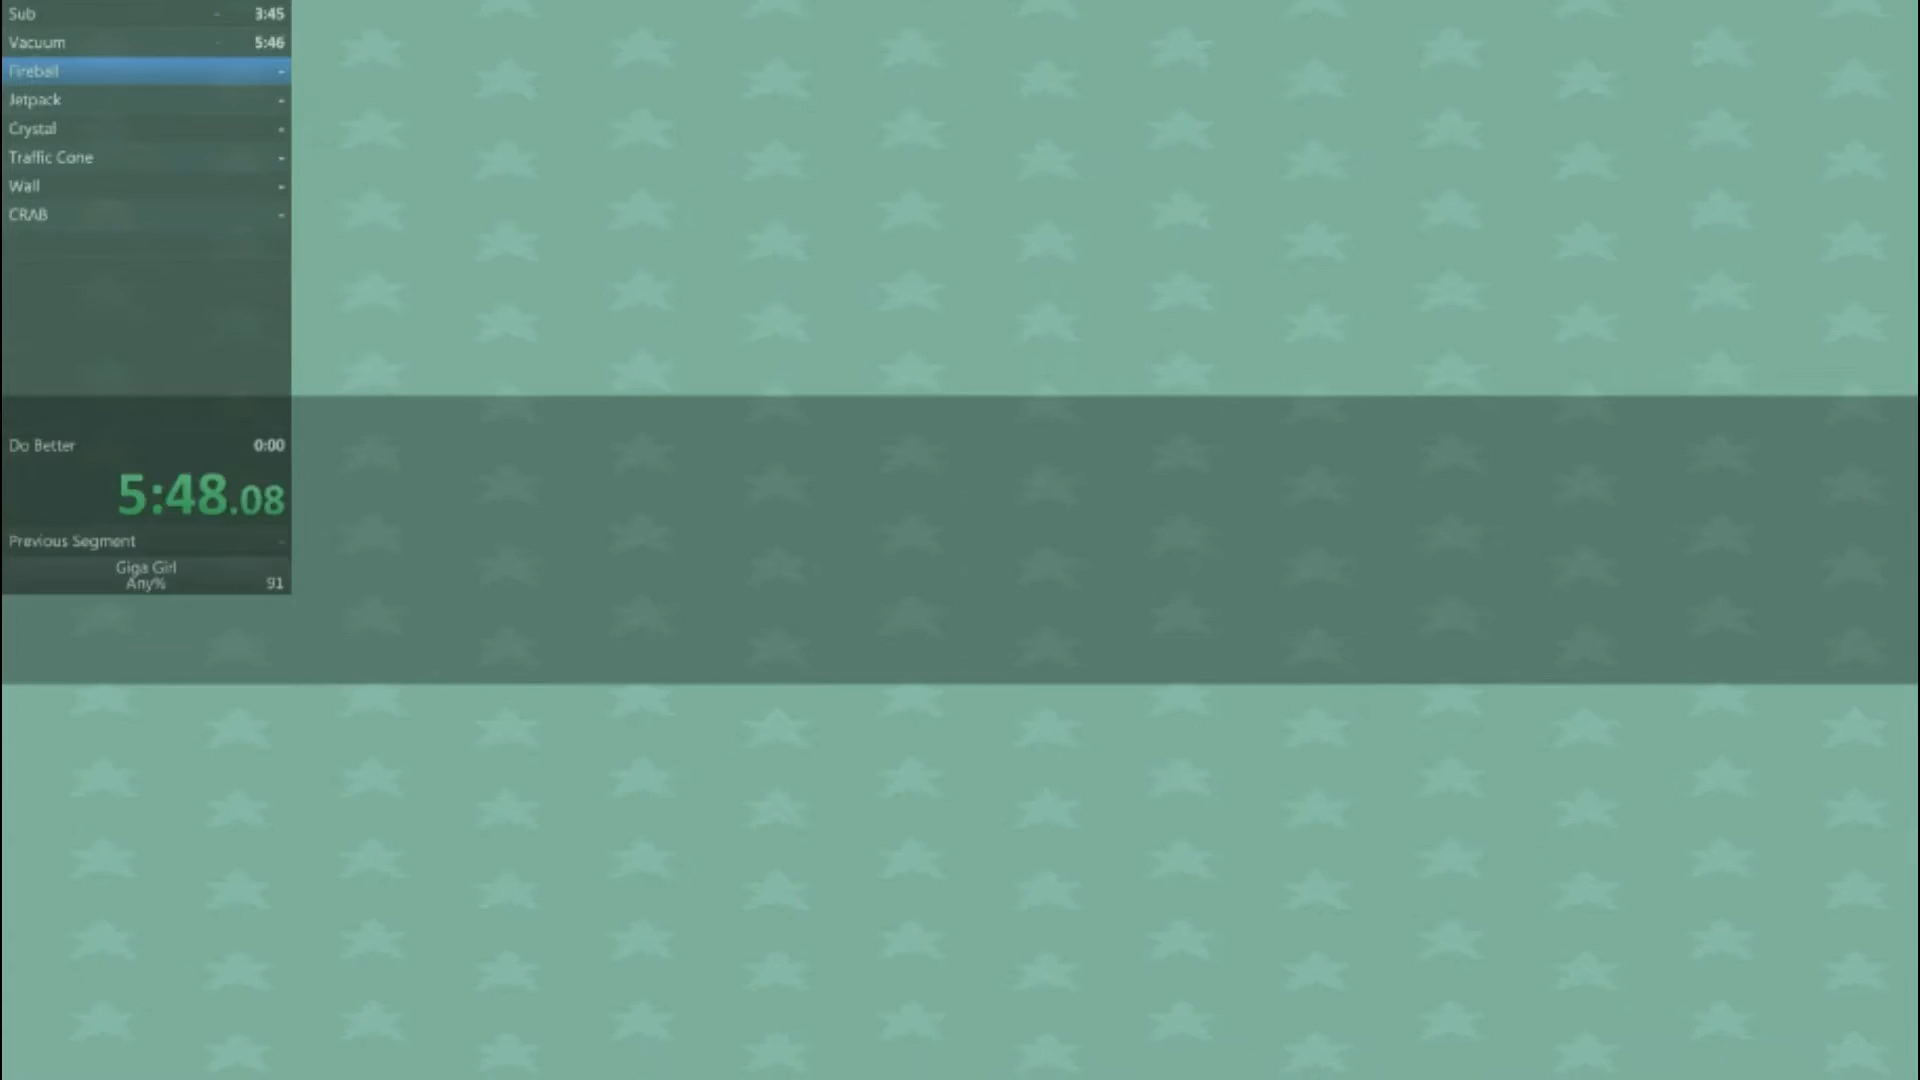 Sub - 3:45
Vacuum - 5:46
Fireball -
Jetpack -
Crystal -
Traffic Cone -
Wall -
CRAB -
Do Better 0:00
5:48.08
Previous Segment -
Giga Girl
Any% 91